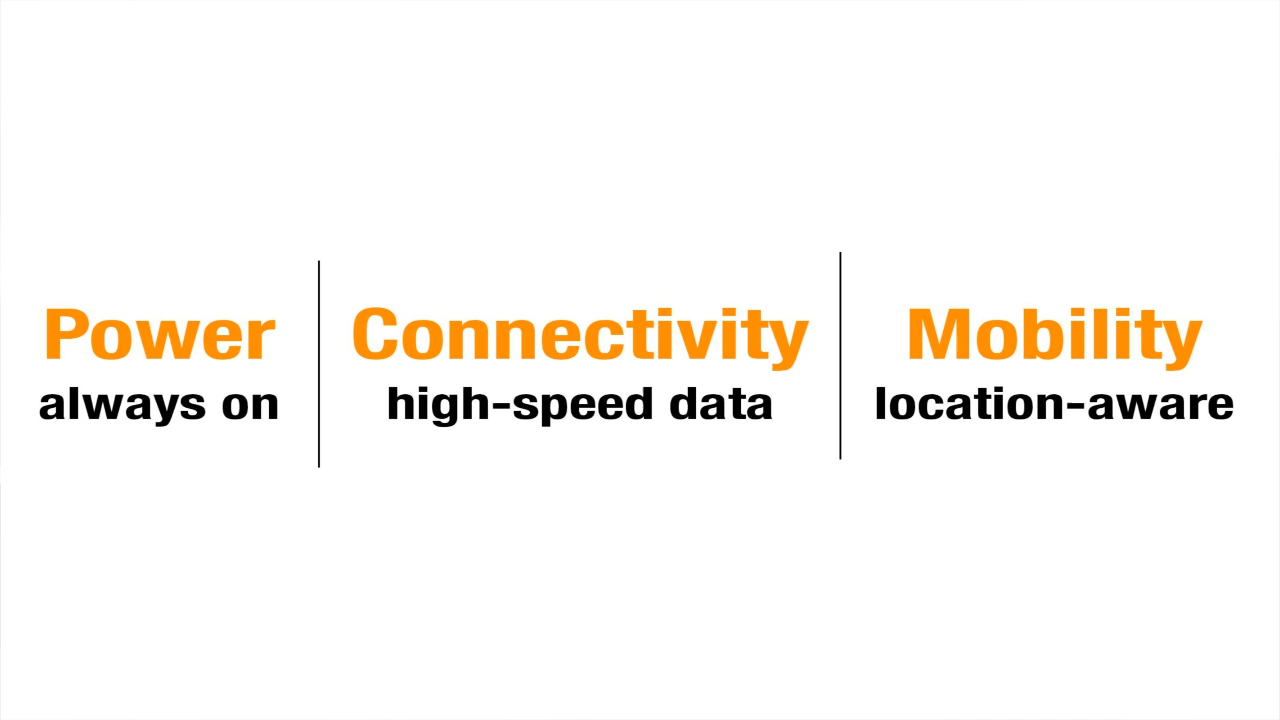 Power
always on
Connectivity
high-speed data
Mobility
location-aware